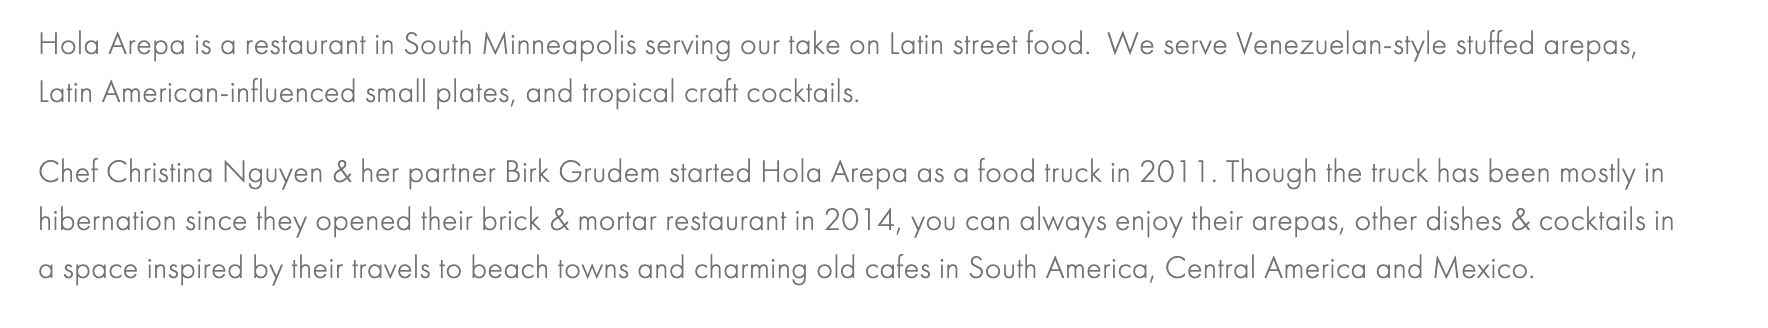 Hola Arepa is a restaurant in South Minneapolis serving our take on Latin street food.  We serve Venezuelan-style stuffed arepas,
Latin American-influenced small plates, and tropical craft cocktails.
Chef Christina Nguyen & her partner Birk Grudem started Hola Arepa as a food truck in 2011. Though the truck has been mostly in
hibernation since they opened their brick & mortar restaurant in 2014, you can always enjoy their arepas, other dishes & cocktails in
a space inspired by their travels to beach towns and charming old cafes in South America, Central America and Mexico.